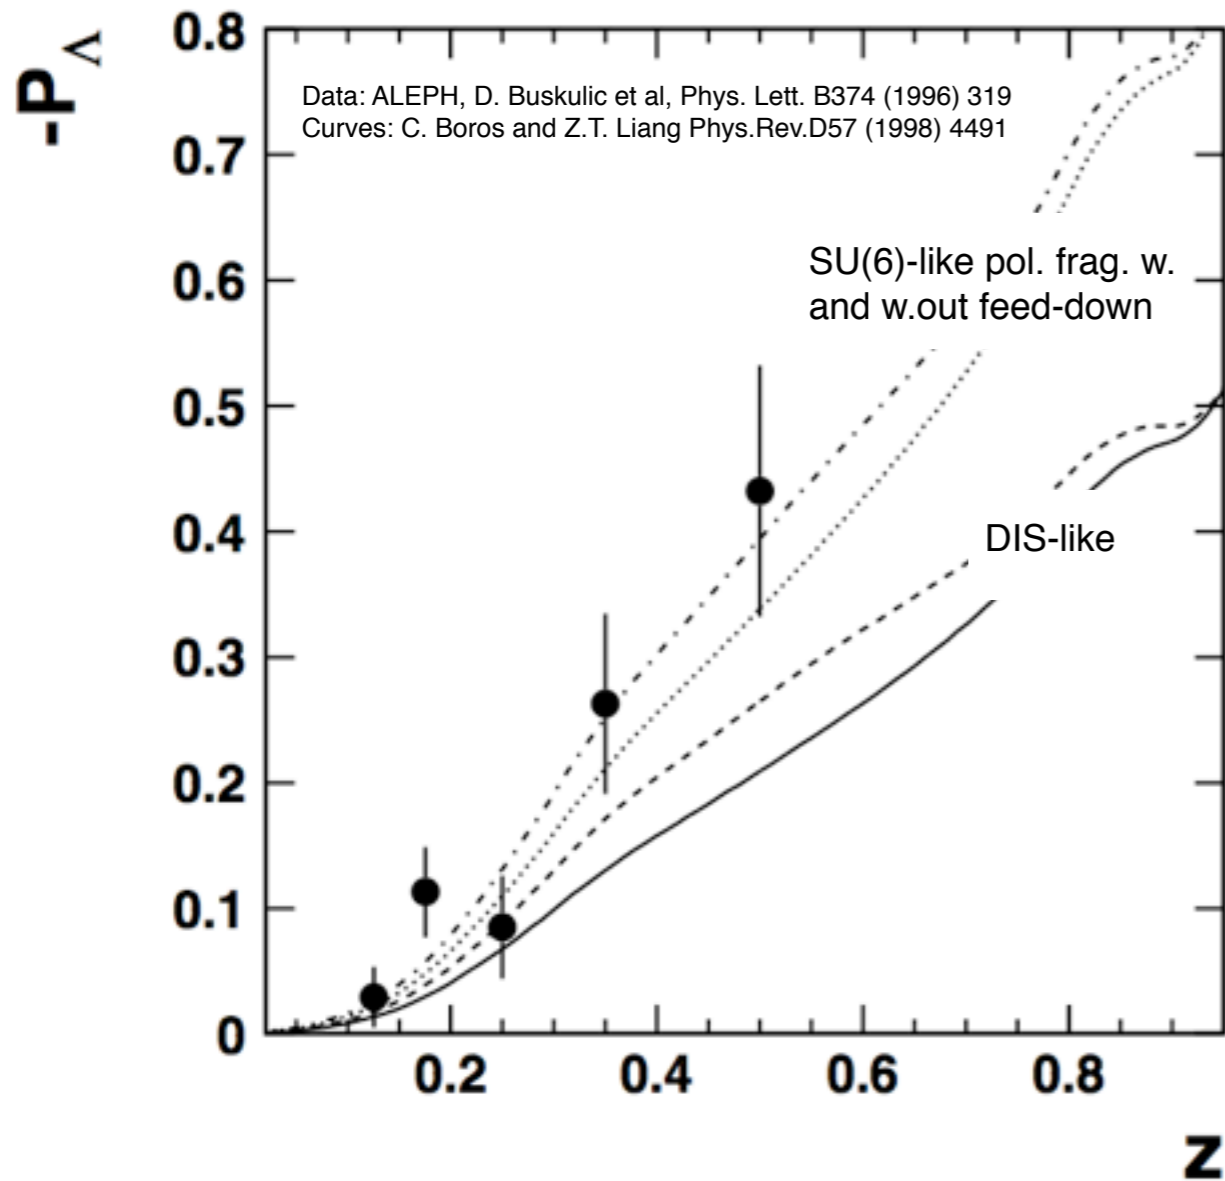 -PΛ
0.8
0.7
0.6
0.5
0.4
0.3
0.2
0.1
0
Data: ALEPH, D. Buskulic et al, Phys. Lett. B374 (1996) 319
Curves: C. Boros and Z.T. Liang Phys.Rev.D57 (1998) 4491
SU(6)-like pol. frag. w.
and w.out feed-down
DIS-like
0.2 0.4 0.6 0.8
z